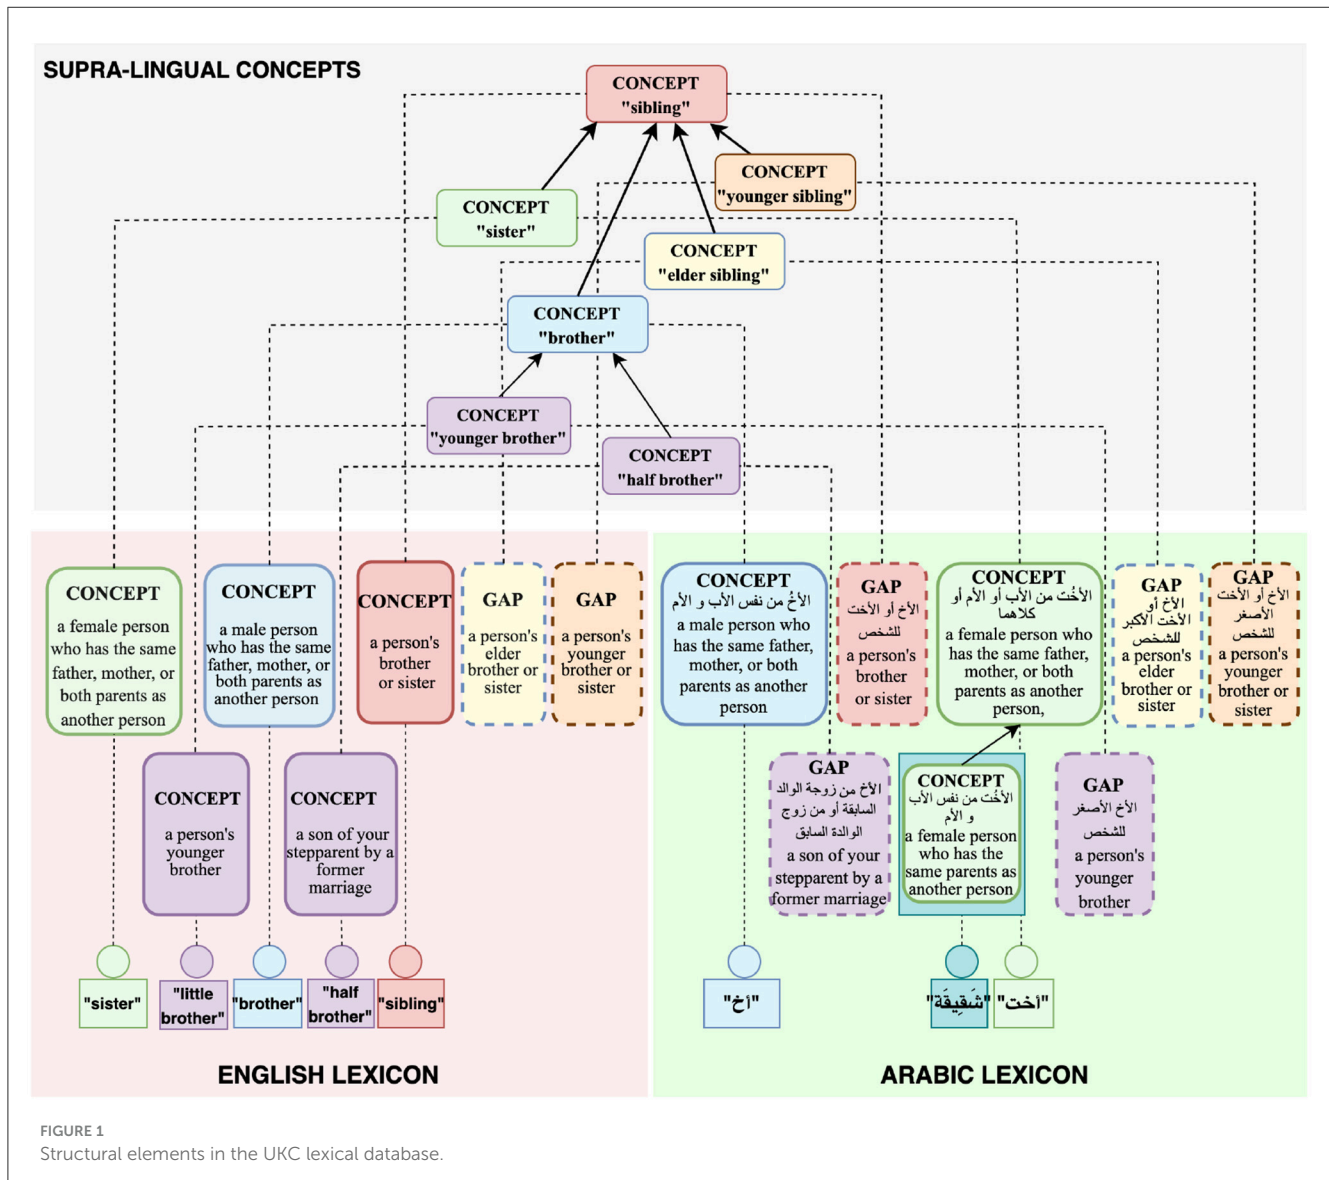 SUPRA-LINGUAL CONCEPTS
CONCEPT
"sibling"
CONCEPT
"younger sibling"
CONCEPT
"sister"
CONCEPT
"elder sibling"
CONCEPT
"brother"
CONCEPT
"younger brother"
CONCEPT
"half brother"
CONCEPT
a female person
who has the same
father, mother, or
both parents as
another person
CONCEPT
a male person
who has the same
father, mother, or
both parents as
another person
CONCEPT
a person's
brother
or sister
GAP
a person's
elder
brother or
sister
GAP
a person's
younger
brother or
sister
CONCEPT
a person's
younger
brother
CONCEPT
a son of your
stepparent by a
former
marriage
"sister"
"little
brother"
"brother"
"half
brother"
"sibling"
ENGLISH LEXICON
CONCEPT
الأخُ من نفس الأب و الأم
a male person who
has the same father,
mother, or both
parents as another
person
GAP
الأخ أو الأخت
للشخص
a person's
brother
or sister
CONCEPT
الأخُت من الأب أو الأم أو
كلاهما
a female person who
has the same father,
mother, or both
parents as another
person,
GAP
الأخ أو
الأخت الأكبر
للشخص
a person's
elder
brother or
sister
GAP
الأخ أو الأخت
الأصغر
للشخص
a person's
younger
brother or
sister
GAP
الأخ من زوجة الوالد
السابقة أو من زوج
الوالدة السابق
a son of your
stepparent by a
former marriage
CONCEPT
الأخُت من نفس الأب
و الأم
a female person
who has the
same parents as
another person
GAP
الأخ الأصغر
للشخص
a person's
younger
brother
"أخ"
"شَقِيقَة"
"أخت"
ARABIC LEXICON
FIGURE 1
Structural elements in the UKC lexical database.